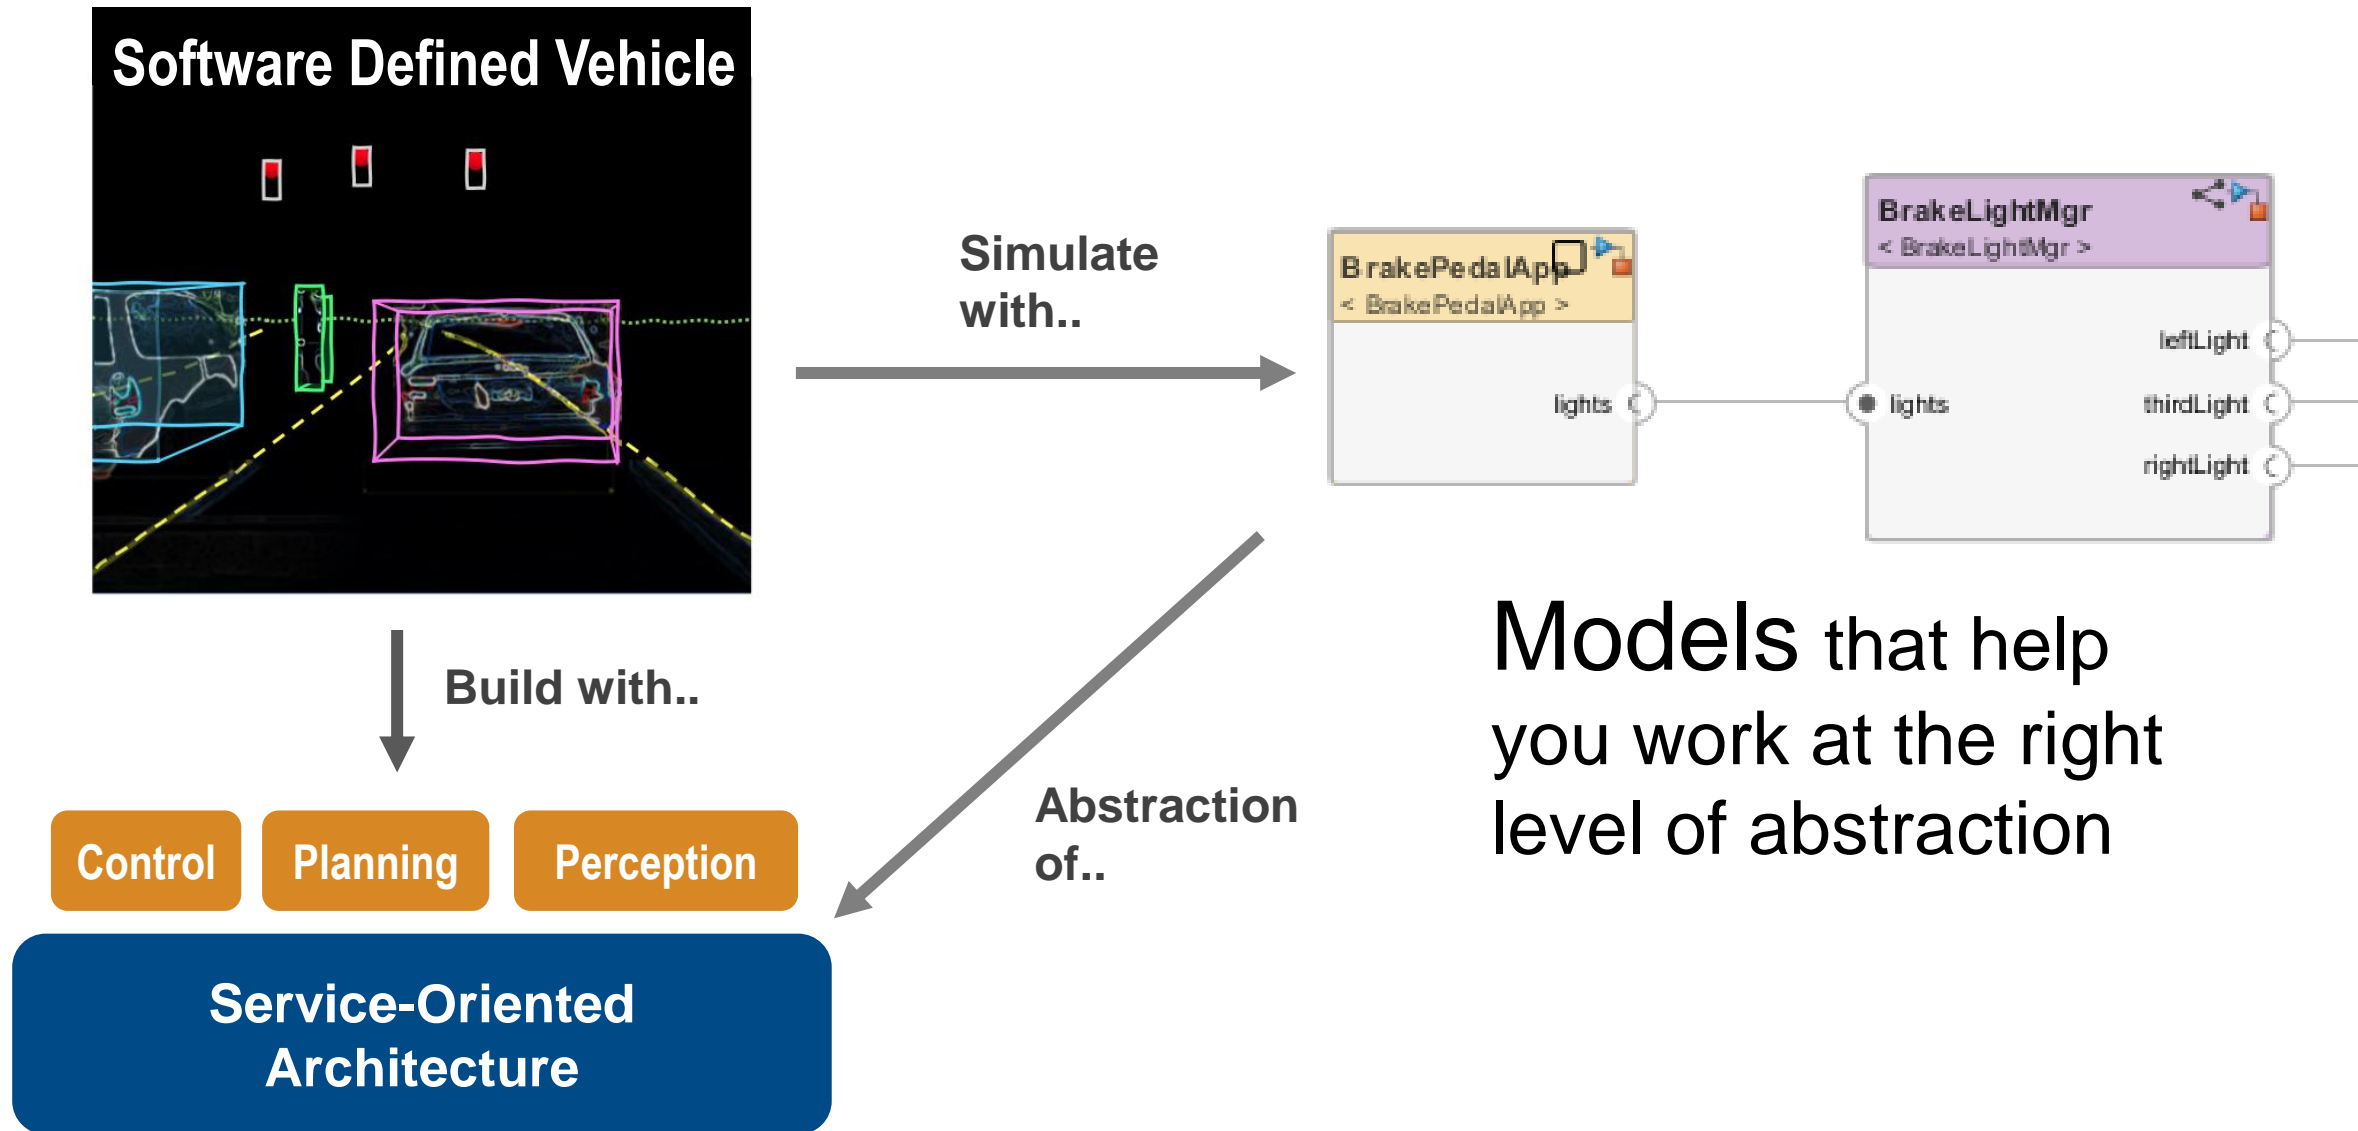 Software Defined Vehicle
Simulate
with..
BrakePedalApp
< BrakePedalApp >
lights
BrakeLightMgr
< BrakeLightMgr >
leftLight
lights
thirdLight
rightLight
Build with..
Models that help
you work at the right
level of abstraction
Abstraction
of..
Control
Planning
Perception
Service-Oriented
Architecture